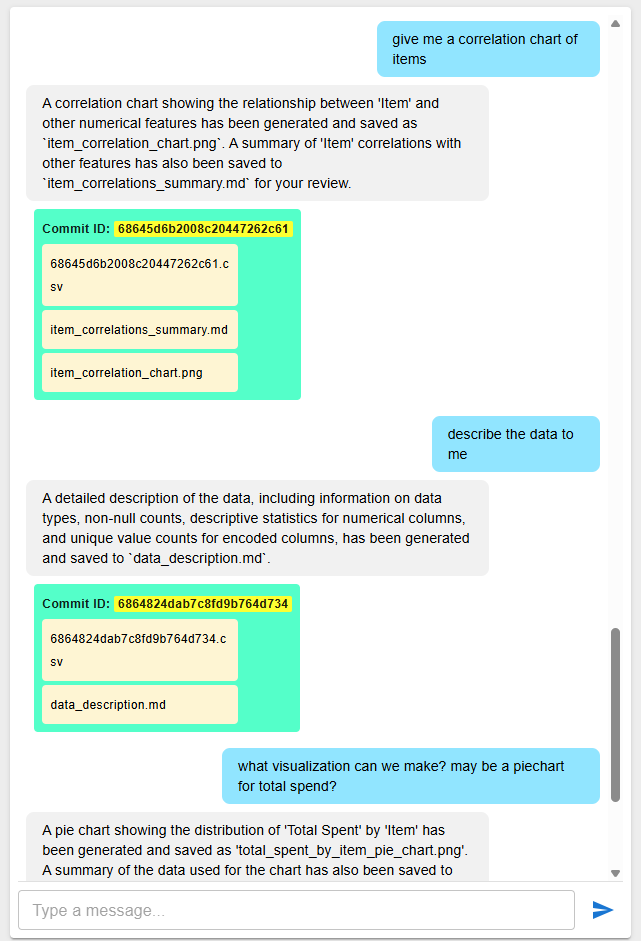 give me a correlation chart of
items
A correlation chart showing the relationship between 'Item' and
other numerical features has been generated and saved as
`item_correlation_chart.png`. A summary of 'Item' correlations with
other features has also been saved to
`item_correlations_summary.md` for your review.
Commit ID: 68645d6b2008c20447262c61
68645d6b2008c20447262c61.c
sv
item_correlations_summary.md
item_correlation_chart.png
describe the data to
me
A detailed description of the data, including information on data
types, non-null counts, descriptive statistics for numerical columns,
and unique value counts for encoded columns, has been generated
and saved to `data_description.md`.
Commit ID: 6864824dab7c8fd9b764d734
6864824dab7c8fd9b764d734.c
sv
data_description.md
what visualization can we make? may be a piechart
for total spend?
A pie chart showing the distribution of 'Total Spent' by 'Item' has
been generated and saved as 'total_spent_by_item_pie_chart.png'.
A summary of the data used for the chart has also been saved to
Type a message...